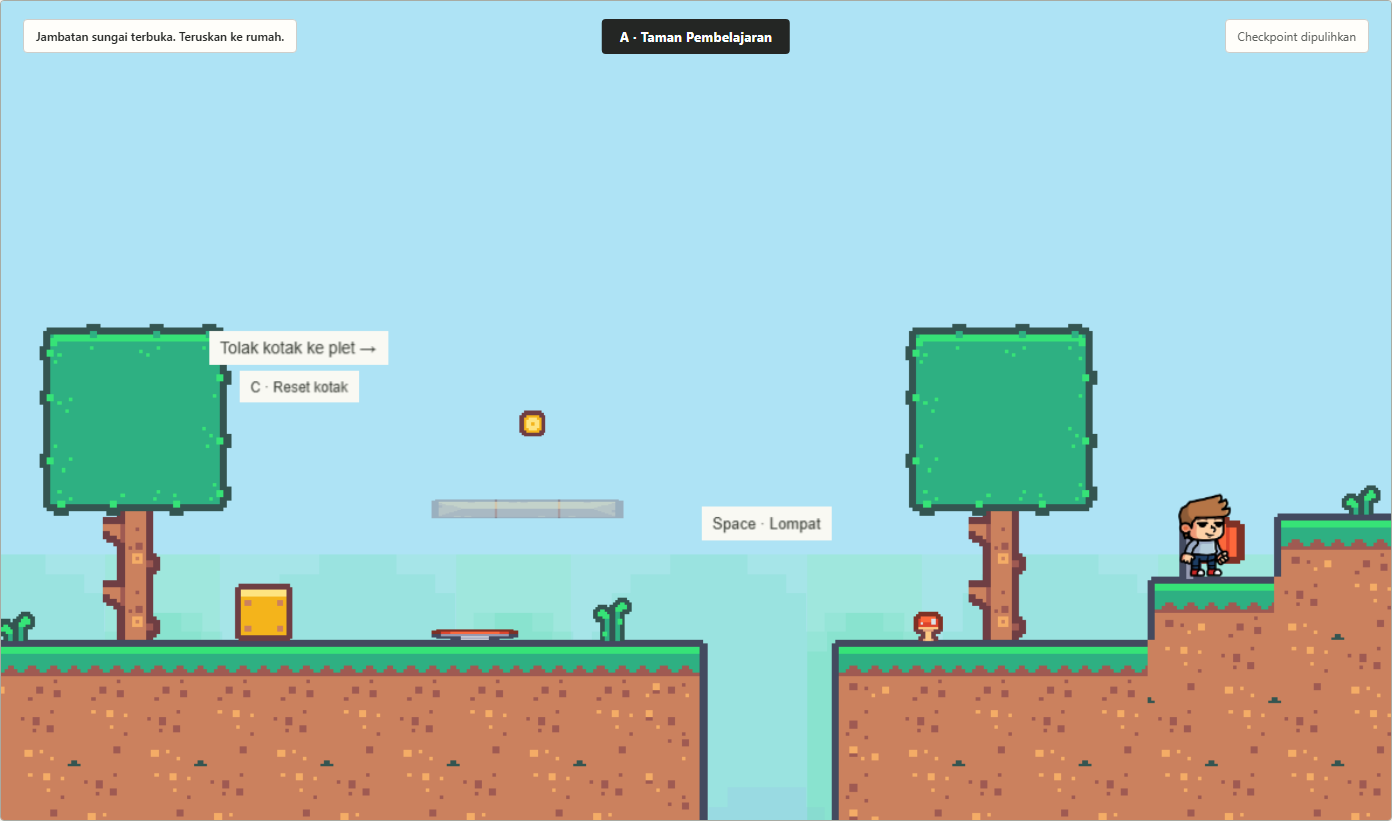 Jambatan sungai terbuka. Teruskan ke rumah.
A · Taman Pembelajaran
Checkpoint dipulihkan
Tolak kotak ke plet →
C · Reset kotak
Space · Lompat